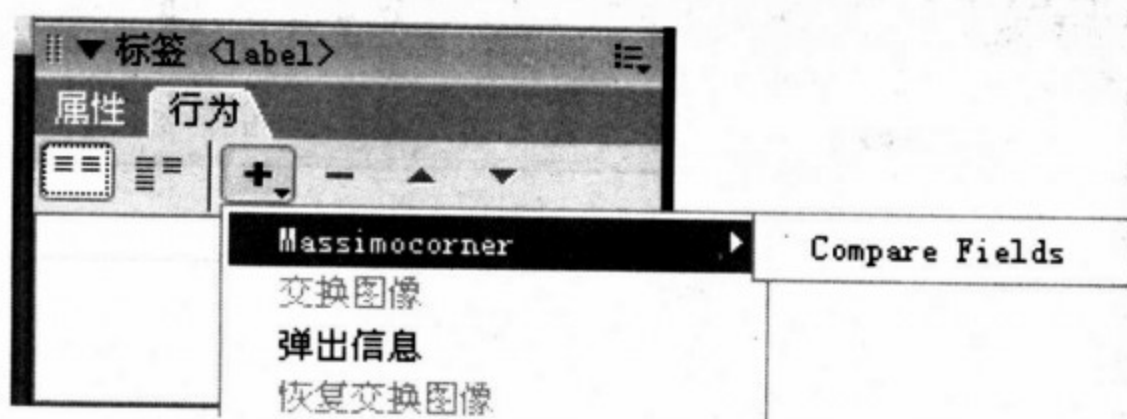 标签 <label>
属性 行为
Massimocorner
Compare Fields
交换图像
弹出信息
恢复交换图像